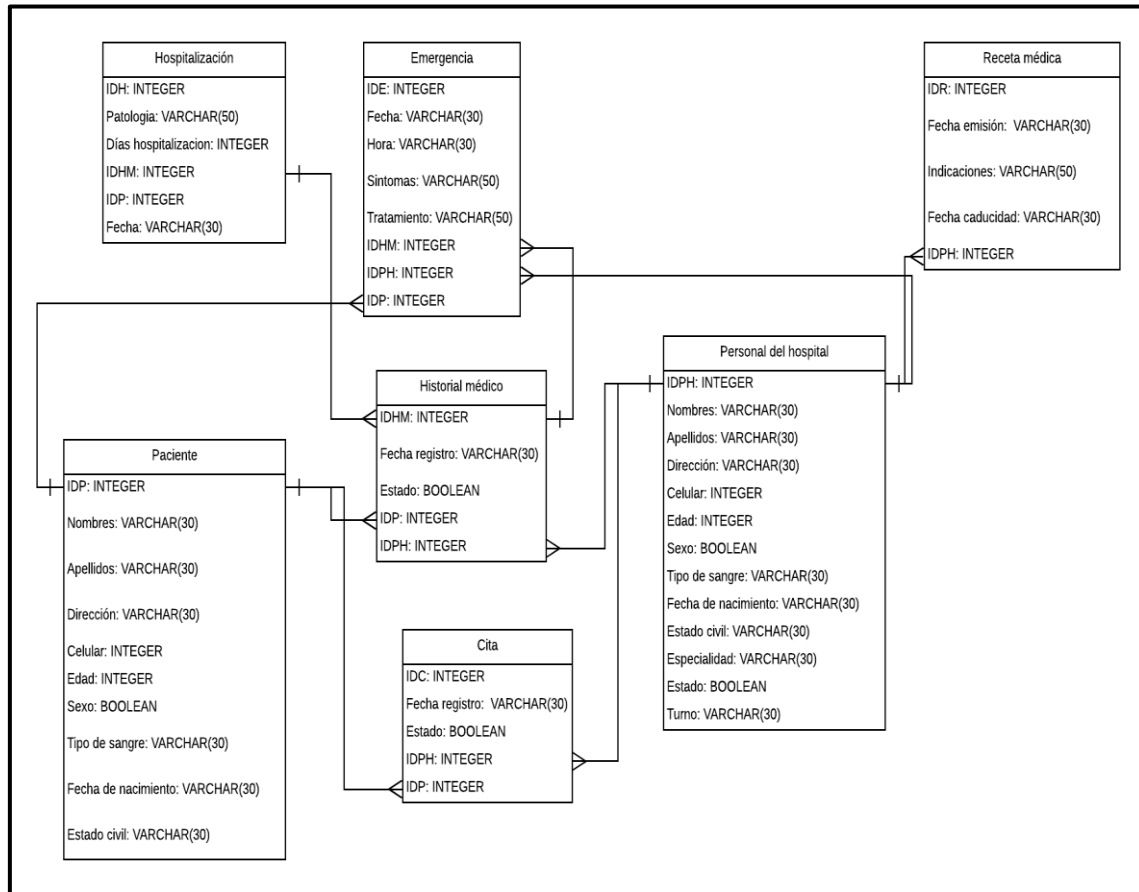 Hospitalización
IDH: INTEGER
Patologia: VARCHAR(50)
Días hospitalizacion: INTEGER
IDHM: INTEGER
IDP: INTEGER
Fecha: VARCHAR(30)
Emergencia
IDE: INTEGER
Fecha: VARCHAR(30)
Hora: VARCHAR(30)
Sintomas: VARCHAR(50)
Tratamiento: VARCHAR(50)
IDHM: INTEGER
IDPH: INTEGER
IDP: INTEGER
Receta médica
IDR: INTEGER
Fecha emisión: VARCHAR(30)
Indicaciones: VARCHAR(50)
Fecha caducidad: VARCHAR(30)
IDPH: INTEGER
Historial médico
IDHM: INTEGER
Fecha registro: VARCHAR(30)
Estado: BOOLEAN
IDP: INTEGER
IDPH: INTEGER
Personal del hospital
IDPH: INTEGER
Nombres: VARCHAR(30)
Apellidos: VARCHAR(30)
Dirección: VARCHAR(30)
Celular: INTEGER
Edad: INTEGER
Sexo: BOOLEAN
Tipo de sangre: VARCHAR(30)
Fecha de nacimiento: VARCHAR(30)
Estado civil: VARCHAR(30)
Especialidad: VARCHAR(30)
Estado: BOOLEAN
Turno: VARCHAR(30)
Paciente
IDP: INTEGER
Nombres: VARCHAR(30)
Apellidos: VARCHAR(30)
Dirección: VARCHAR(30)
Celular: INTEGER
Edad: INTEGER
Sexo: BOOLEAN
Tipo de sangre: VARCHAR(30)
Fecha de nacimiento: VARCHAR(30)
Estado civil: VARCHAR(30)
Cita
IDC: INTEGER
Fecha registro: VARCHAR(30)
Estado: BOOLEAN
IDPH: INTEGER
IDP: INTEGER